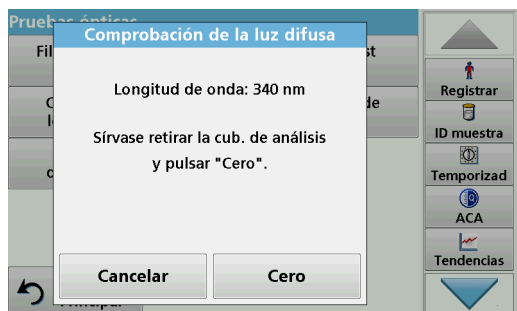 Pruebas ópticas
Comprobación de la luz difusa
Longitud de onda: 340 nm
Sírvase retirar la cub. de análisis
y pulsar "Cero".
Cancelar
Cero
Registrar
ID muestra
Temporizad
ACA
Tendencias